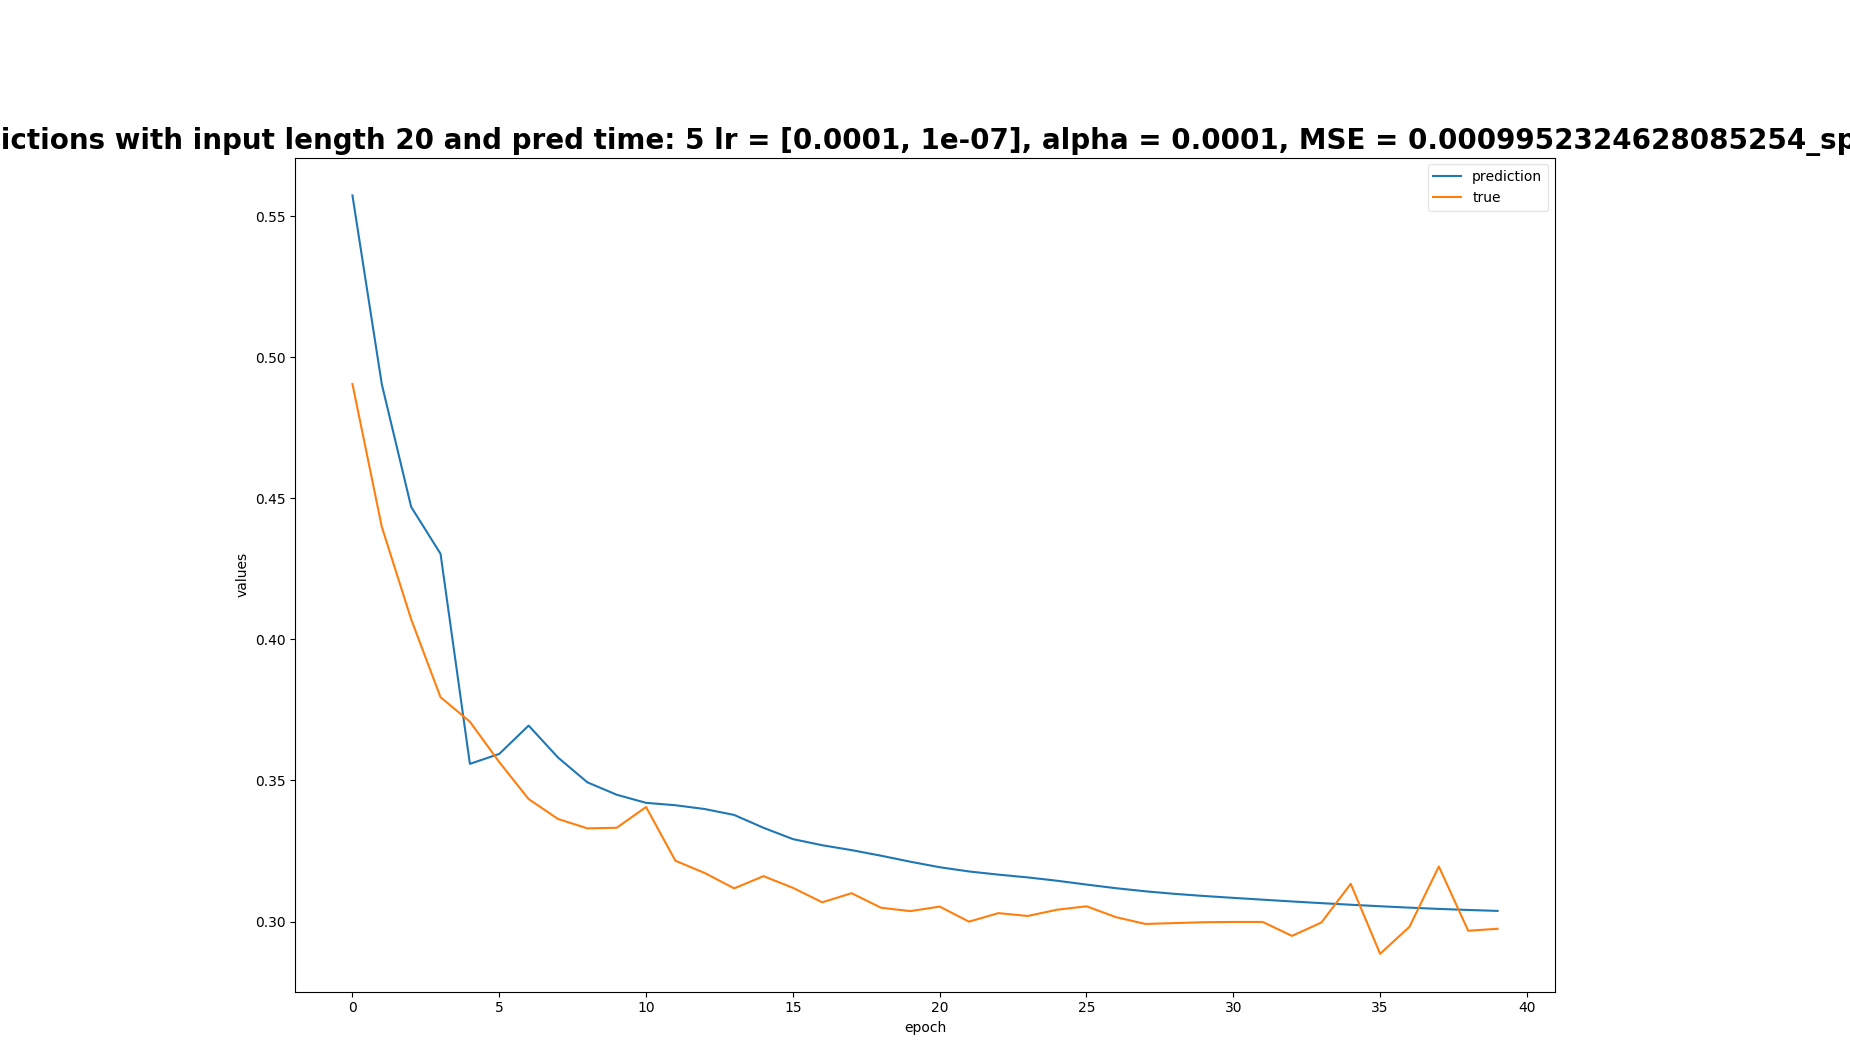 ictions with input length 20 and pred time: 5 lr = [0.0001, 1e-07], alpha = 0.0001, MSE = 0.0009952324628085254_sp
prediction
true
0.55
0.50
0.45
0.40
0.35
0.30
values
0 5 10 15 20 25 30 35 40
epoch